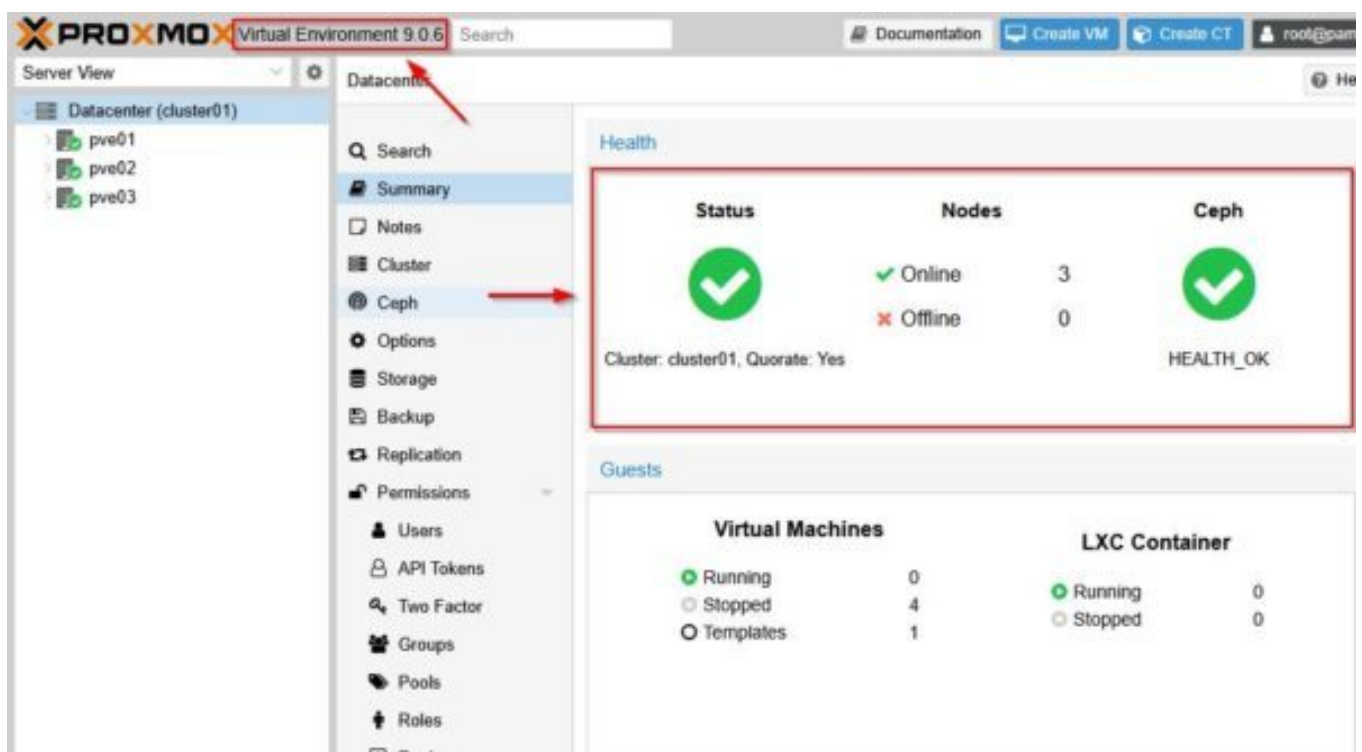 PROXMOX Virtual Environment 9.0.6 Search Documentation Create VM Create CT root@pam
Server View
Datacenter (cluster01)
pve01
pve02
pve03
Datacenter
Search
Summary
Notes
Cluster
Ceph
Options
Storage
Backup
Replication
Permissions
Users
API Tokens
Two Factor
Groups
Pools
Roles
Health
Status Nodes Ceph
Online 3
Offline 0
Cluster: cluster01, Quorate: Yes
HEALTH_OK
Guests
Virtual Machines
Running 0
Stopped 4
Templates 1
LXC Container
Running 0
Stopped 0